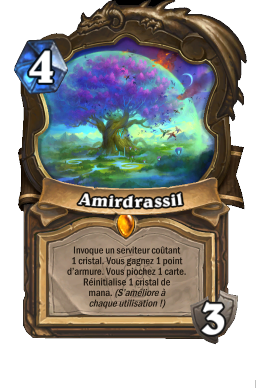 4
Amirdrassil
Invoque un serviteur coûtant
1 cristal. Vous gagnez 1 point
d'armure. Vous piochez 1 carte.
Réinitialise 1 cristal de
mana. (S'améliore à
chaque utilisation !)
3